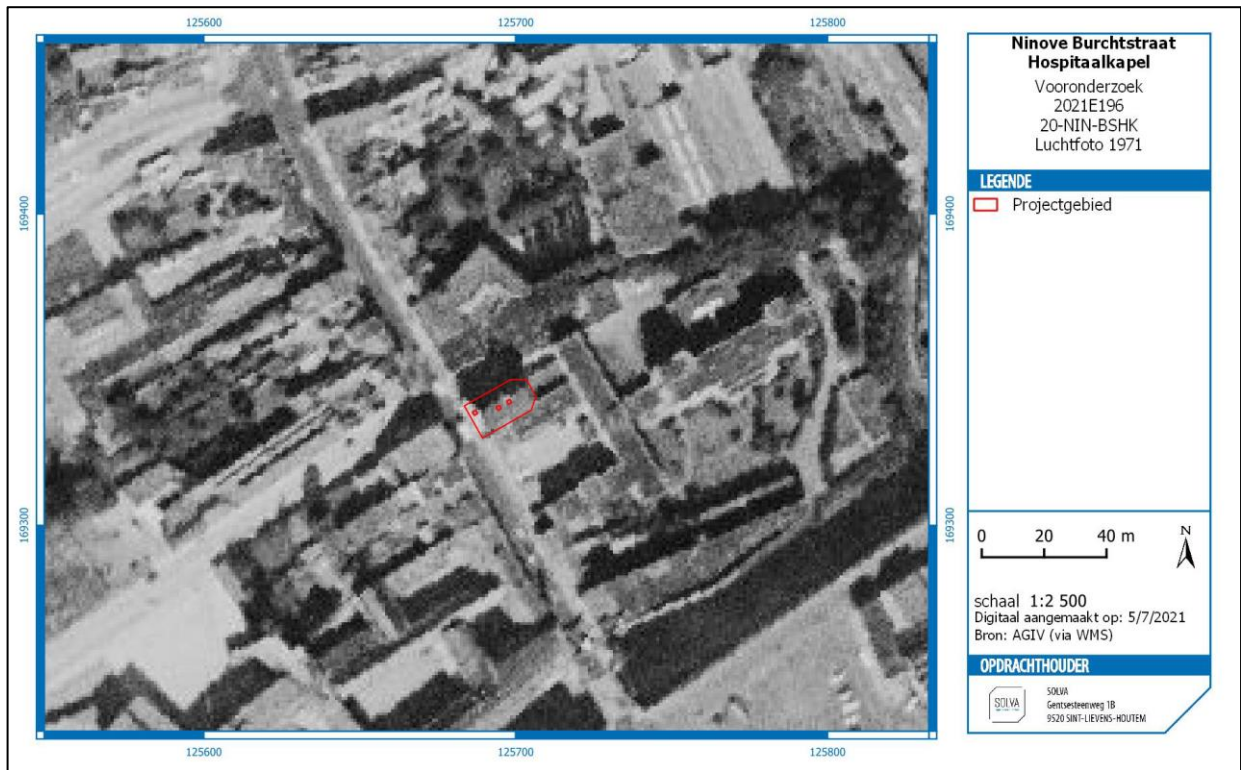 125600
125700
125800
169400
169300
169400
169300
125600
125700
125800
Ninove Burchtstraat
Hospitaalkapel
Vooronderzoek
2021E196
20-NIN-BSHK
Luchtfoto 1971
LEGENDE
Projectgebied
0 20 40 m
N
schaal 1:2 500
Digitaal aangemaakt op: 5/7/2021
Bron: AGIV (via WMS)
OPDRACHTHOUDER
SOLVA
SOLVA
Gentsesteenweg 1B
9520 SINT-LIEVENS-HOUTEM